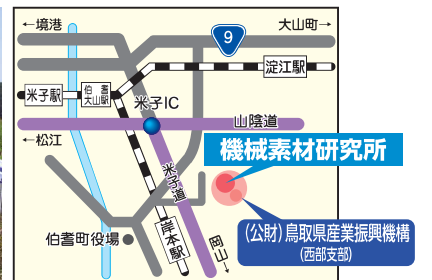 ←境港
大山町→
9
淀江駅
米子駅
伯耆
大山駅
米子IC
山陰道
←松江
機械素材研究所
米子道
(公財)鳥取県産業振興機構
(西部支部)
岸本駅
伯耆町役場
岡山→